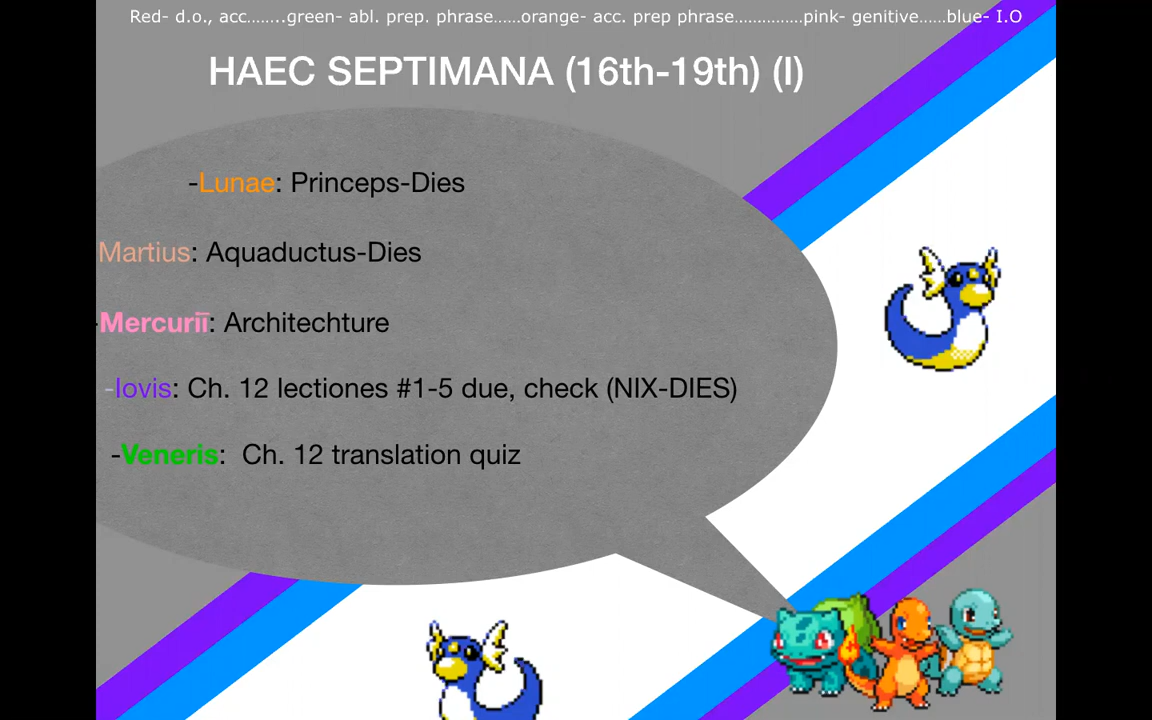 Red- d.o., acc........green- abl. prep. phrase......orange- acc. prep phrase..............pink- genitive......blue- I.O
HAEC SEPTIMANA (16th-19th) (I)
-Lunae: Princeps-Dies
Martius: Aquaductus-Dies
-Mercuriī: Architechture
-Iovis: Ch. 12 lectiones #1-5 due, check (NIX-DIES)
-Veneris: Ch. 12 translation quiz